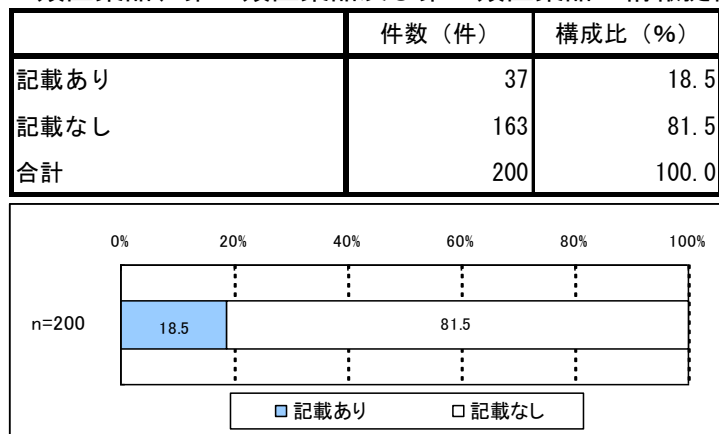 件数（件） 構成比（％）
記載あり 37 18.5
記載なし 163 81.5
合計 200 100.0
0% 20% 40% 60% 80% 100%
n=200 18.5 81.5
記載あり 記載なし